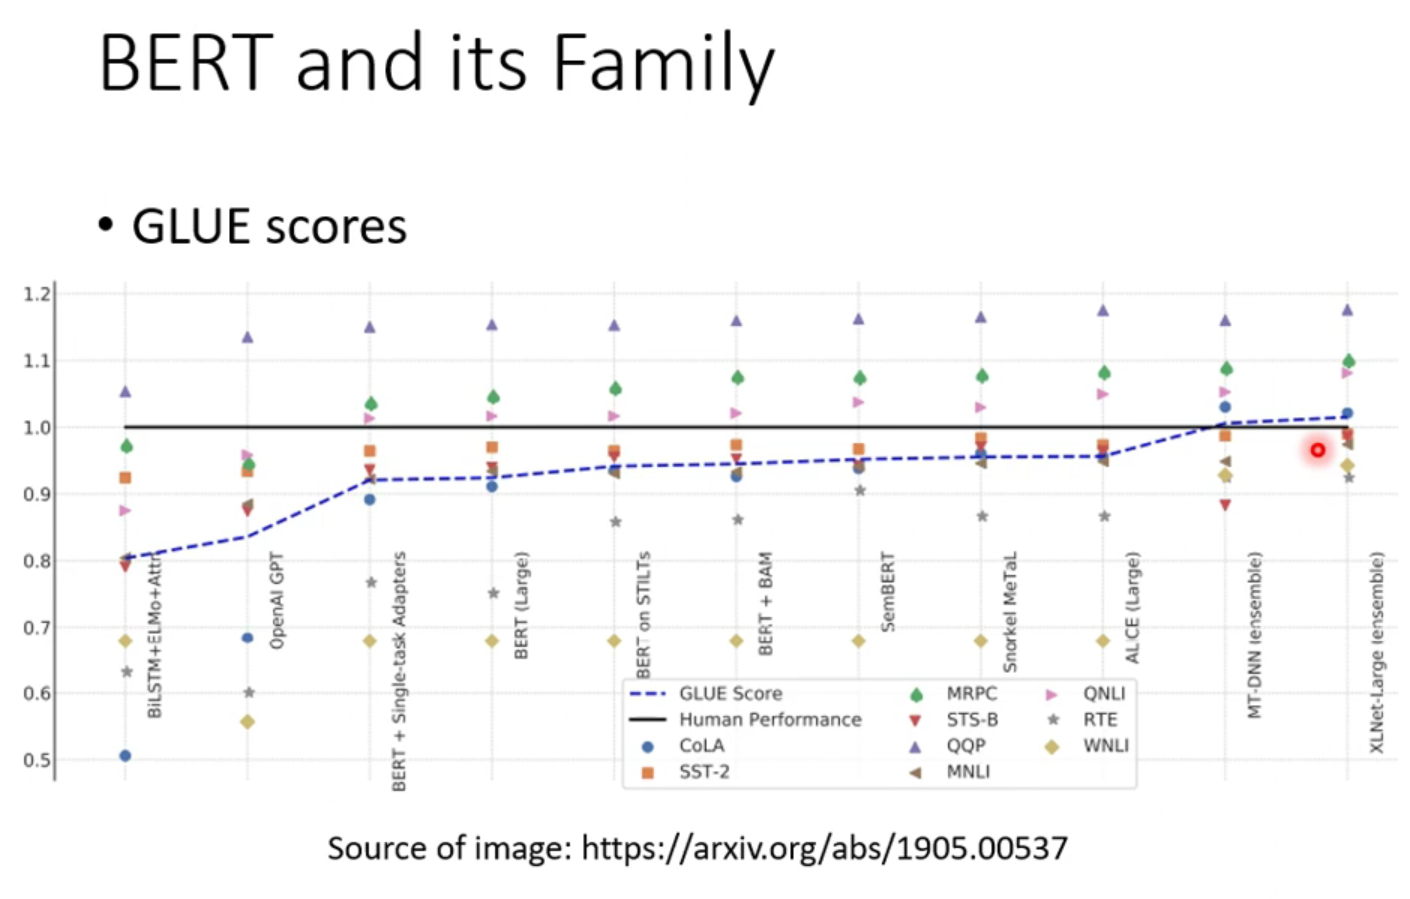 BERT and its Family
• GLUE scores
1.2
1.1
1.0
0.9
0.8
0.7
0.6
0.5
BiLSTM+ELMo+Attn
OpenAI GPT
BERT + Single-task Adapters
BERT (Large)
BERT on STILTs
BERT + BAM
SemBERT
Snorkel MeTaL
ALICE (Large)
MT-DNN (ensemble)
XLNet-Large (ensemble)
GLUE Score
Human Performance
CoLA
SST-2
MRPC
STS-B
QQP
MNLI
QNLI
RTE
WNLI
Source of image: https://arxiv.org/abs/1905.00537